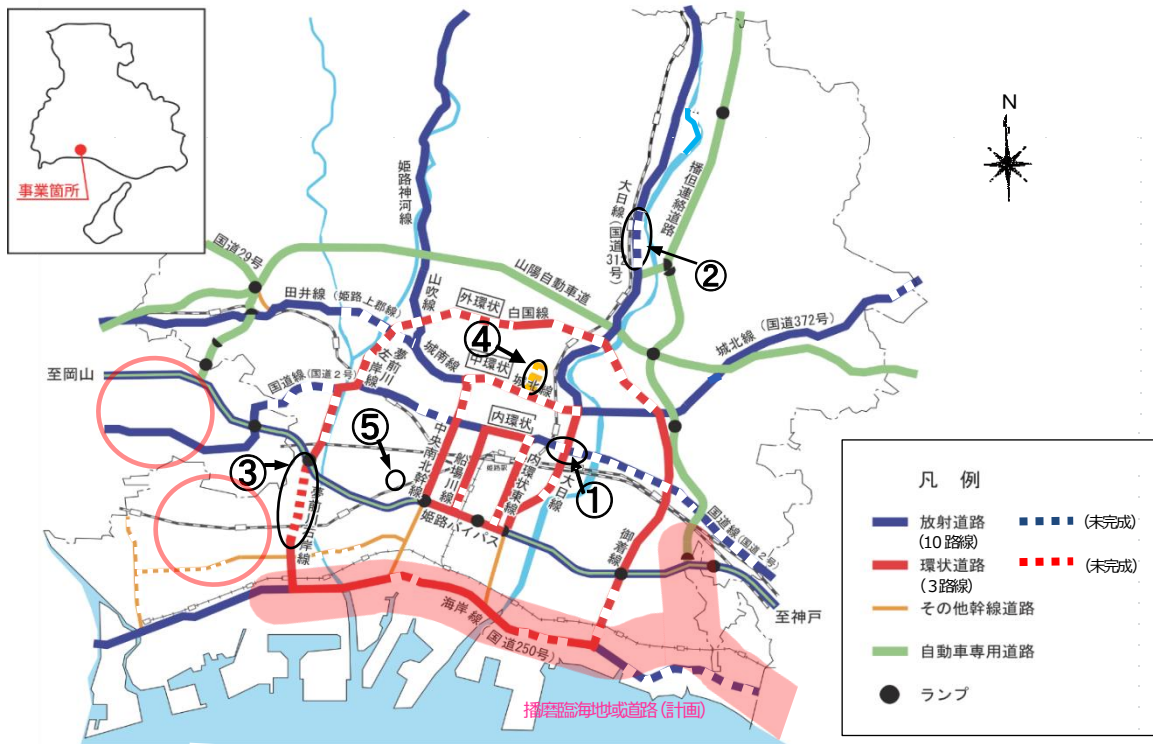 事業箇所
N
国道29号
姫路神河線
大日線(国道312号)
播但連絡道路
②
田井線(姫路上郡線)
山吹線
山陽自動車道
外環状
白国線
城北線(国道372号)
至岡山
国道線(国道2号)
夢前川左岸線
城南線
④
中環状
城北線
内環状
⑤
③
中央南北幹線
船場川線
姫路駅
内環状東線
大日線
①
夢前川右岸線
姫路バイパス
御着線
国道線(国道2号)
至神戸
海岸線(国道250号)
播磨臨海地域道路(計画)
凡 例
放射道路
(10路線)
(未完成)
環状道路
(3路線)
(未完成)
その他幹線道路
自動車専用道路
ランプ